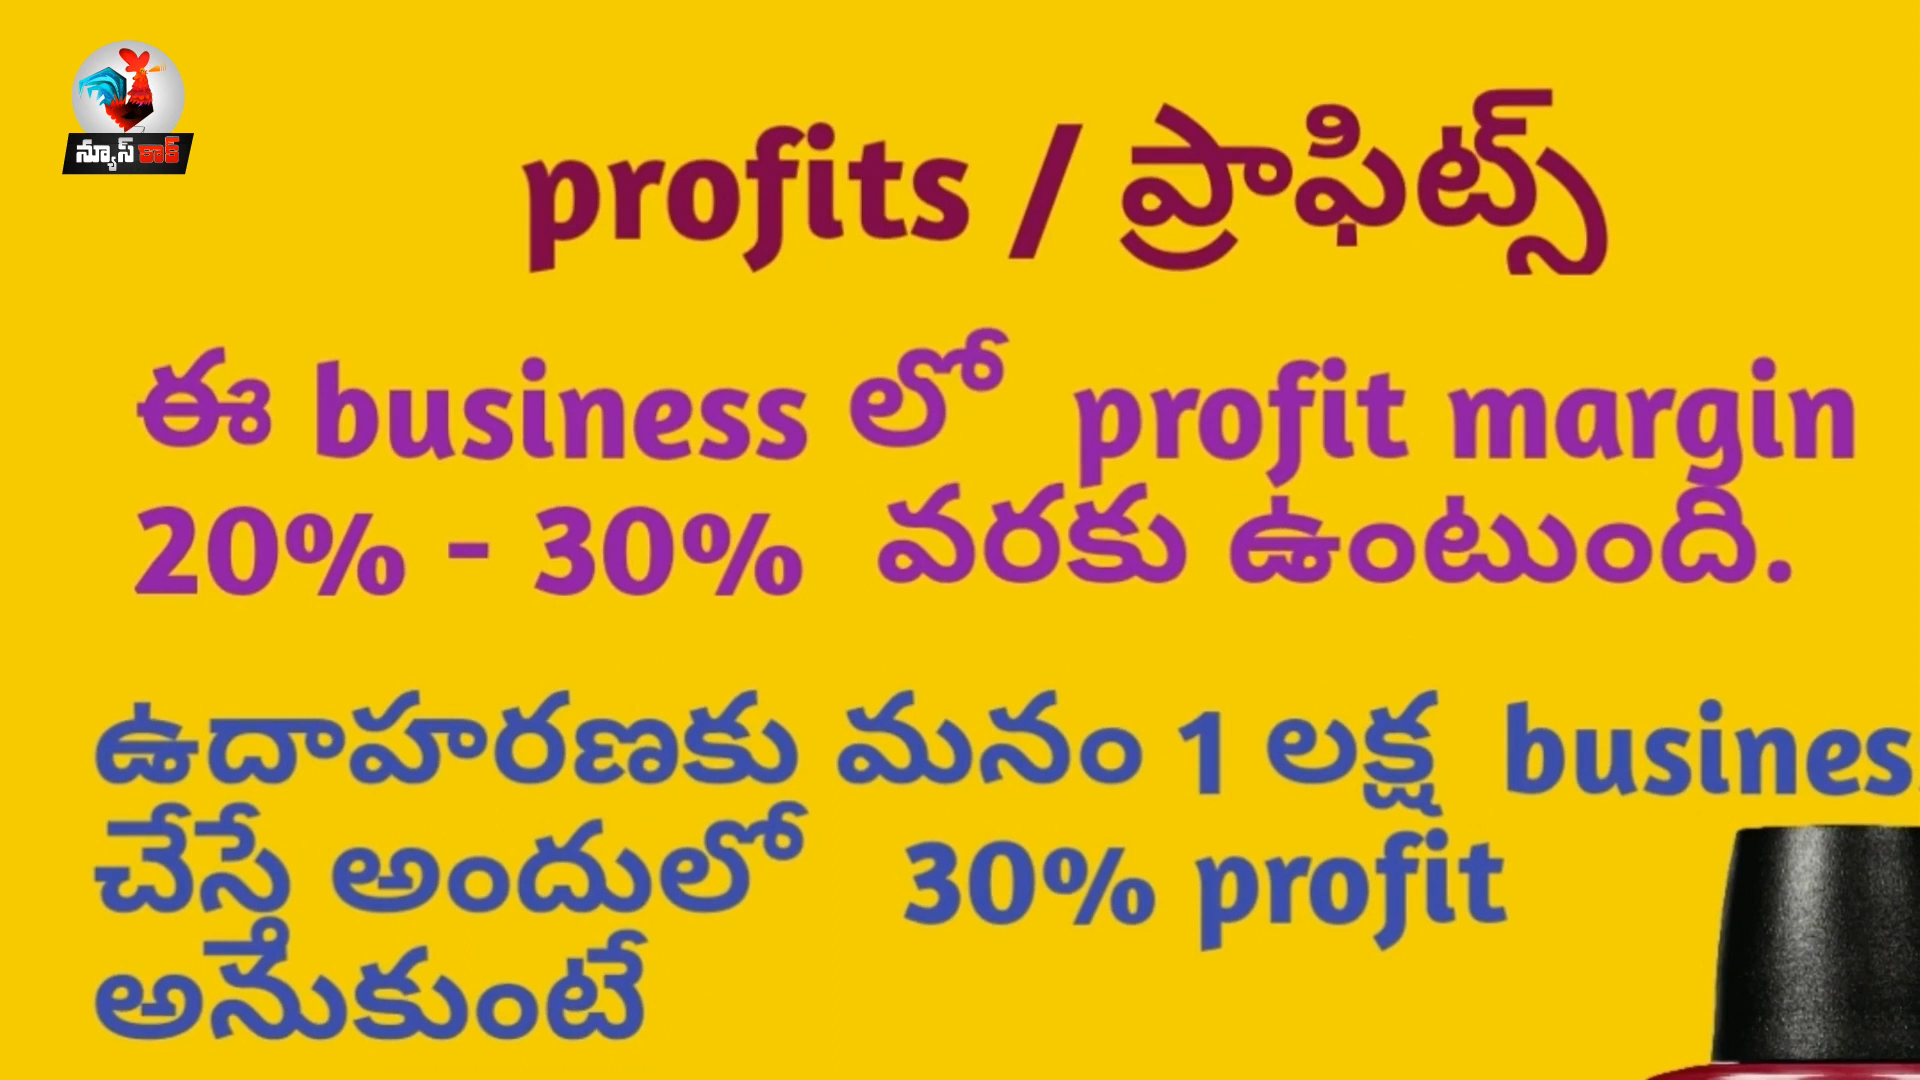 న్యూస్ కాక్
profits / ప్రాఫిట్స్
ఈ business లో profit margin
20% - 30% వరకు ఉంటుంది.
ఉదాహరణకు మనం 1 లక్ష busines
చేస్తే అందులో 30% profit
అనుకుంటే